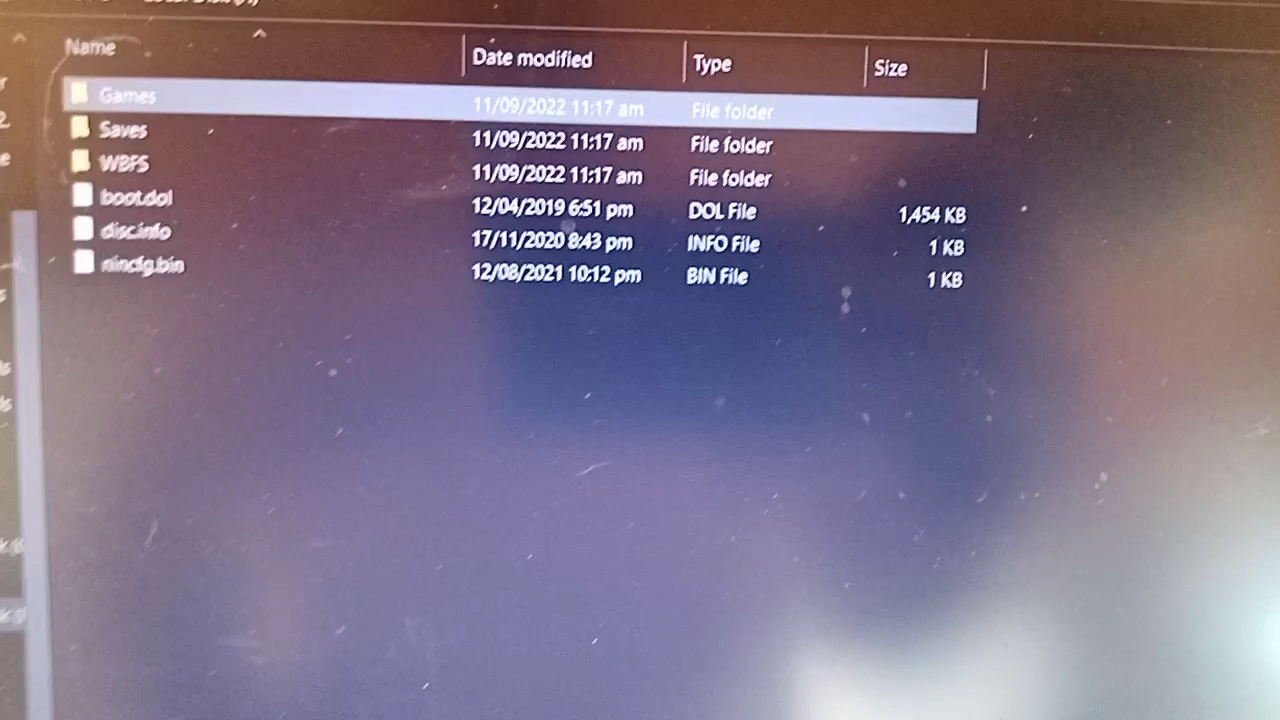 Name Date modified Type Size
Games 11/09/2022 11:17 am File folder
Saves 11/09/2022 11:17 am File folder
WBFS 11/09/2022 11:17 am File folder
boot.dol 12/04/2019 6:51 pm DOL File 1,454 KB
disc.info 17/11/2020 8:43 pm INFO File 1 KB
nincfg.bin 12/08/2021 10:12 pm BIN File 1 KB